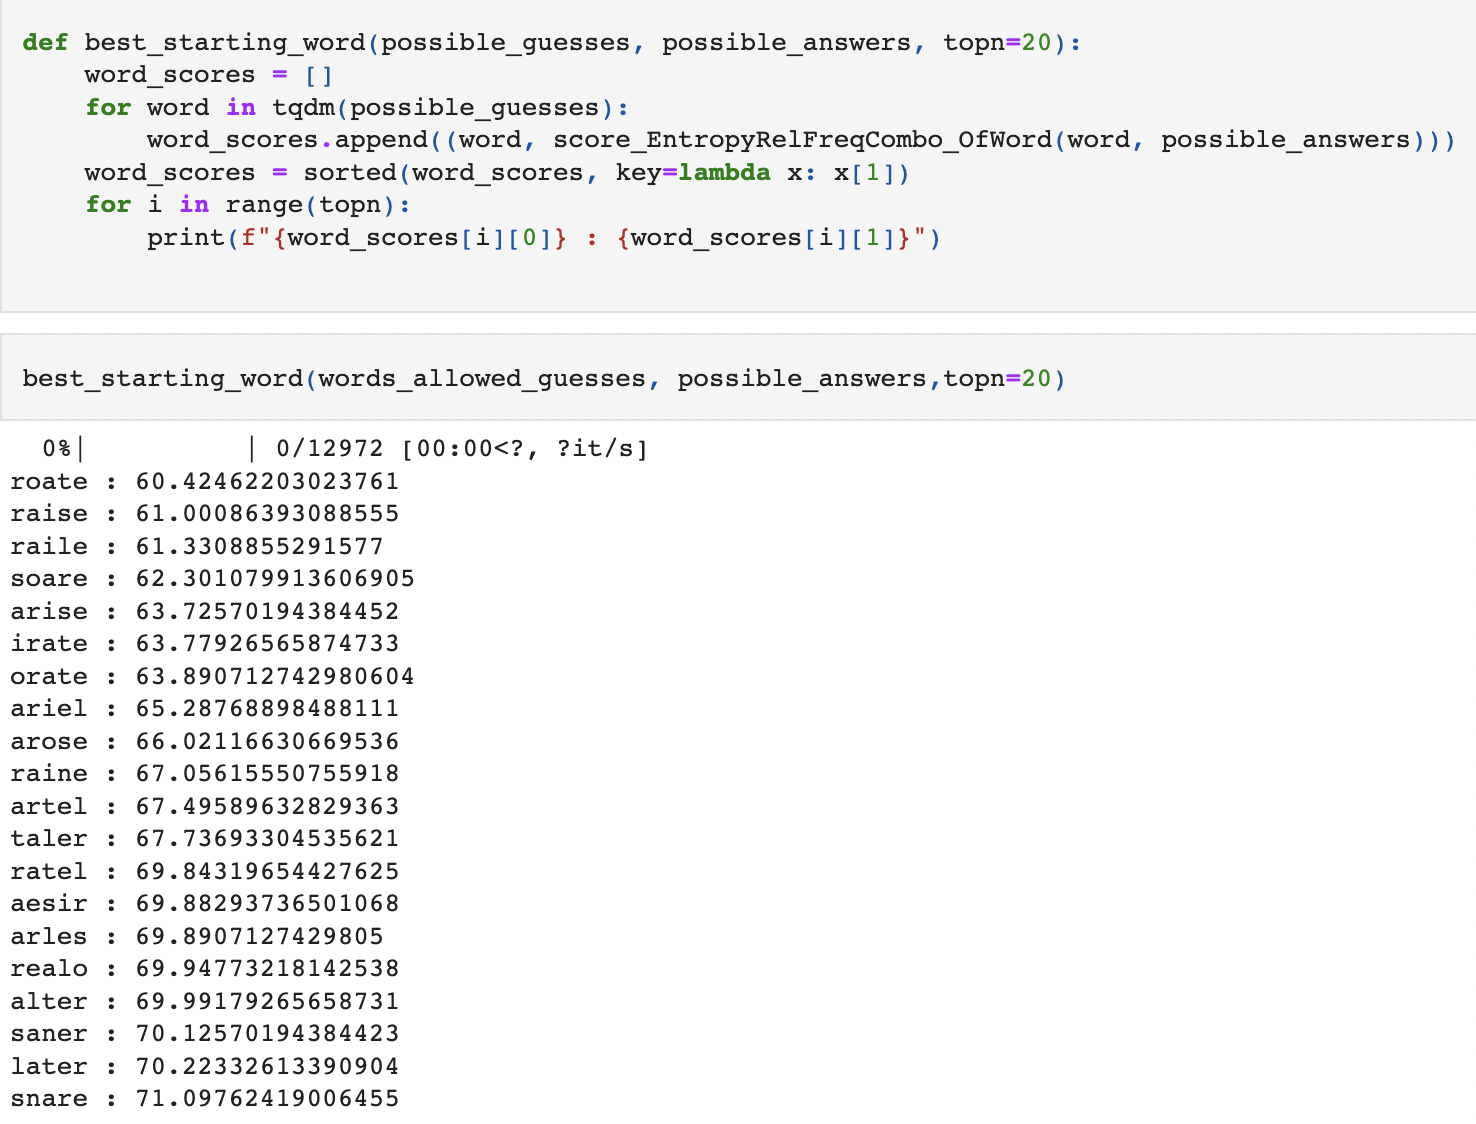 def best_starting_word(possible_guesses, possible_answers, topn=20):
    word_scores = []
    for word in tqdm(possible_guesses):
        word_scores.append((word, score_EntropyRelFreqCombo_OfWord(word, possible_answers)))
    word_scores = sorted(word_scores, key=lambda x: x[1])
    for i in range(topn):
        print(f"{word_scores[i][0]} : {word_scores[i][1]}")
best_starting_word(words_allowed_guesses, possible_answers,topn=20)
  0%|          | 0/12972 [00:00<?, ?it/s]
roate : 60.42462203023761
raise : 61.00086393088555
raile : 61.3308855291577
soare : 62.301079913606905
arise : 63.72570194384452
irate : 63.77926565874733
orate : 63.890712742980604
ariel : 65.28768898488111
arose : 66.02116630669536
raine : 67.05615550755918
artel : 67.49589632829363
taler : 67.73693304535621
ratel : 69.84319654427625
aesir : 69.88293736501068
arles : 69.8907127429805
realo : 69.94773218142538
alter : 69.99179265658731
saner : 70.12570194384423
later : 70.22332613390904
snare : 71.09762419006455